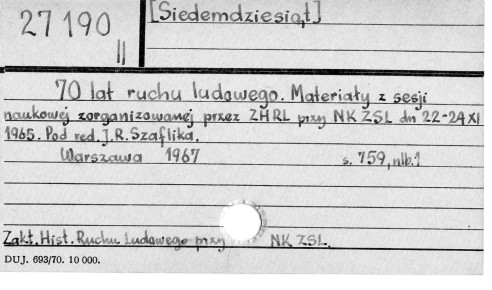 27190
II
[Siedemdziesiąt]
70 lat ruchu ludowego. Materiały z sesji
naukowej zorganizowanej przez ZHRL przy NK ZSL dn 22-24 XI
1965. Pod red. J.R. Szaflika.
Warszawa 1967 s. 759, nlb. 1
Zakł. Hist. Ruchu Ludowego przy NK ZSL.
DUJ. 693/70. 10 000.